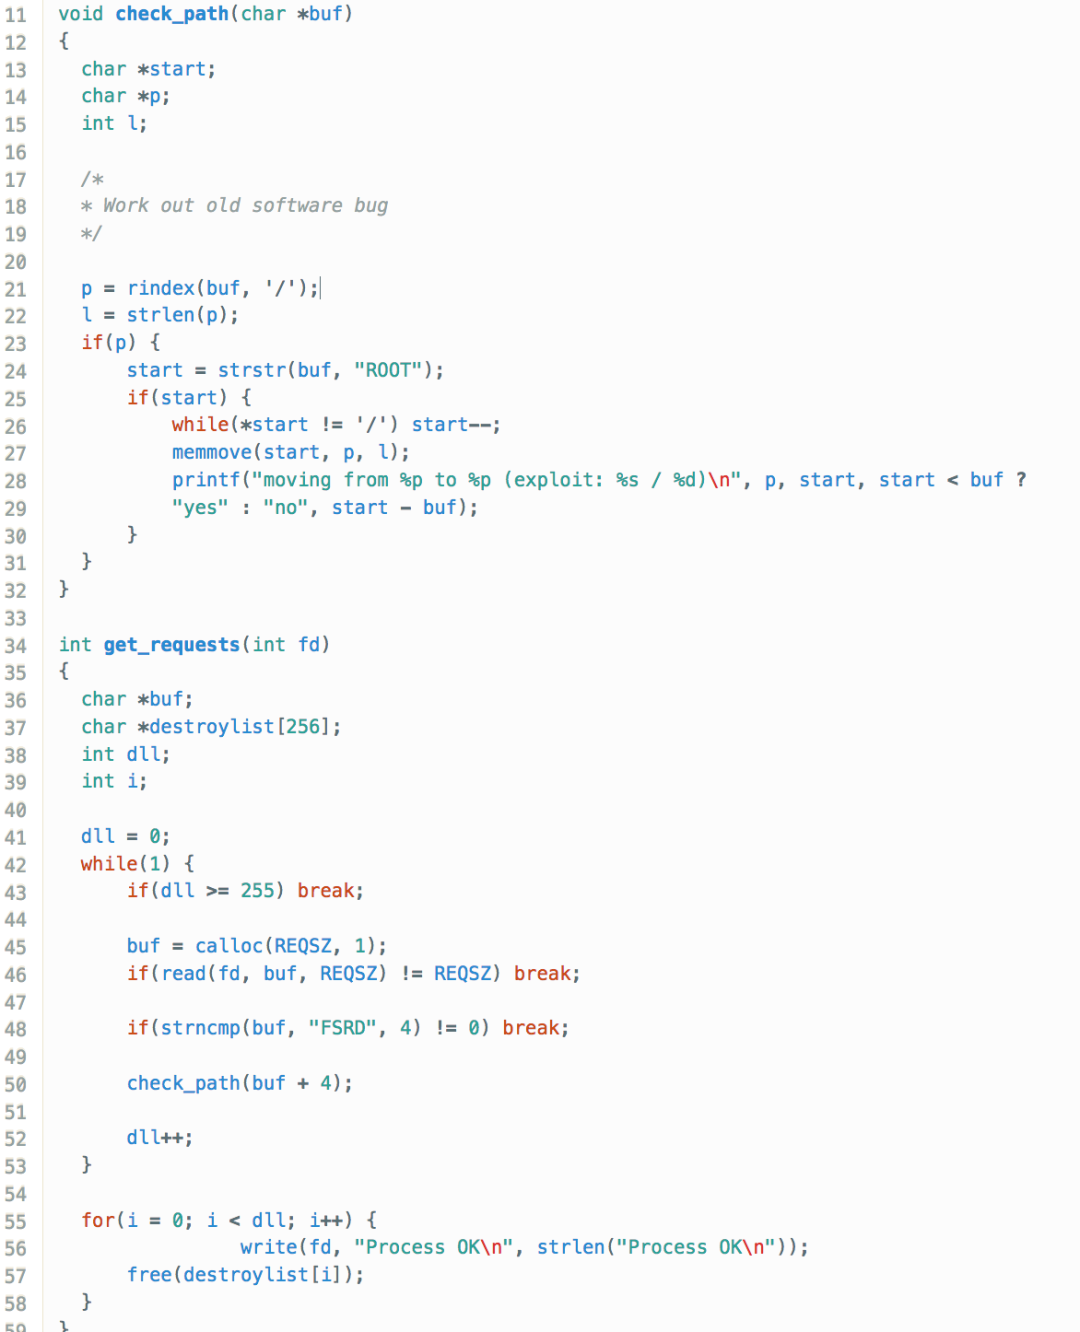 11 void check_path(char *buf)
12 {
13 char *start;
14 char *p;
15 int l;
16
17 /*
18 * Work out old software bug
19 */
20
21 p = rindex(buf, '/');
22 l = strlen(p);
23 if(p) {
24 start = strstr(buf, "ROOT");
25 if(start) {
26 while(*start != '/') start--;
27 memmove(start, p, l);
28 printf("moving from %p to %p (exploit: %s / %d)\n", p, start, start < buf ?
29 "yes" : "no", start - buf);
30 }
31 }
32 }
33
34 int get_requests(int fd)
35 {
36 char *buf;
37 char *destroylist[256];
38 int dll;
39 int i;
40
41 dll = 0;
42 while(1) {
43 if(dll >= 255) break;
44
45 buf = calloc(REQSZ, 1);
46 if(read(fd, buf, REQSZ) != REQSZ) break;
47
48 if(strncmp(buf, "FSRD", 4) != 0) break;
49
50 check_path(buf + 4);
51
52 dll++;
53 }
54
55 for(i = 0; i < dll; i++) {
56 write(fd, "Process OK\n", strlen("Process OK\n"));
57 free(destroylist[i]);
58 }
59 }